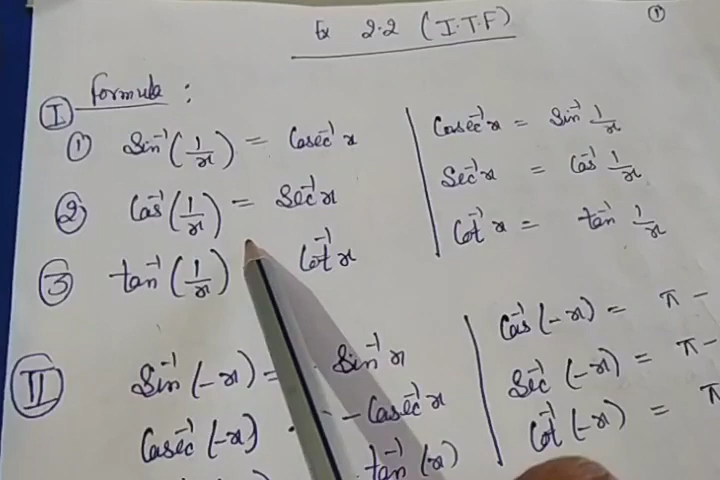 Ex 2.2 (I.T.F)
①
Ⅰ Formula :
① Sin⁻¹(1/x) = Cosec⁻¹x
② Cos⁻¹(1/x) = Sec⁻¹x
③ tan⁻¹(1/x) Cot⁻¹x
Cosec⁻¹x = Sin⁻¹ 1/x
Sec⁻¹x = Cos⁻¹ 1/x
Cot⁻¹x = tan⁻¹ 1/x
Ⅱ Sin⁻¹(-x) = Sin⁻¹x
Cosec⁻¹(-x) - Cosec⁻¹x
tan⁻¹(x)
Cos⁻¹(-x) = π -
Sec⁻¹(-x) = π -
Cot⁻¹(-x) = π